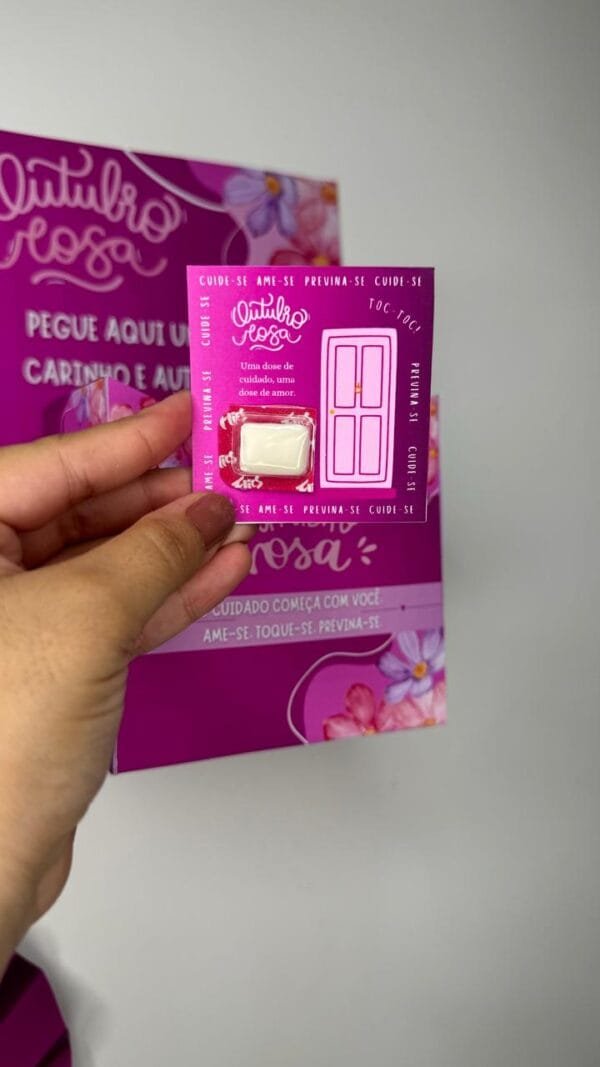 Outubro
rosa
PEGUE AQUI
CARINHO E
CUIDE-SE AME-SE PREVINA-SE CUIDE-SE
TOC-TOC!
Outubro
rosa
Uma dose de
cuidado, uma
dose de amor.
AME-SE PREVINA-SE CUIDE-SE
PREVINA-SE CUIDE-SE
AME-SE PREVINA-SE CUIDE-SE
rosa
CUIDADO COMEÇA COM VOCÊ.
AME-SE. TOQUE-SE. PREVINA-SE.